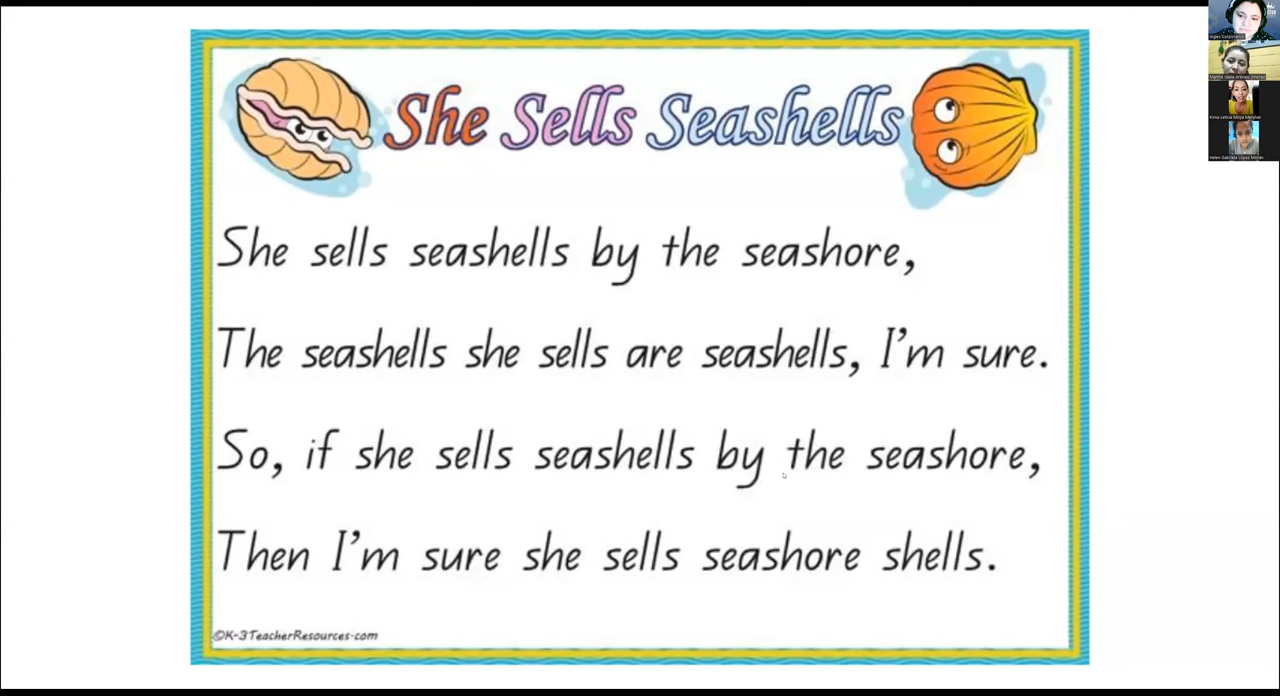 She Sells Seashells
She sells seashells by the seashore,
The seashells she sells are seashells, I'm sure.
So, if she sells seashells by the seashore,
Then I'm sure she sells seashore shells.
©K-3TeacherResources.com